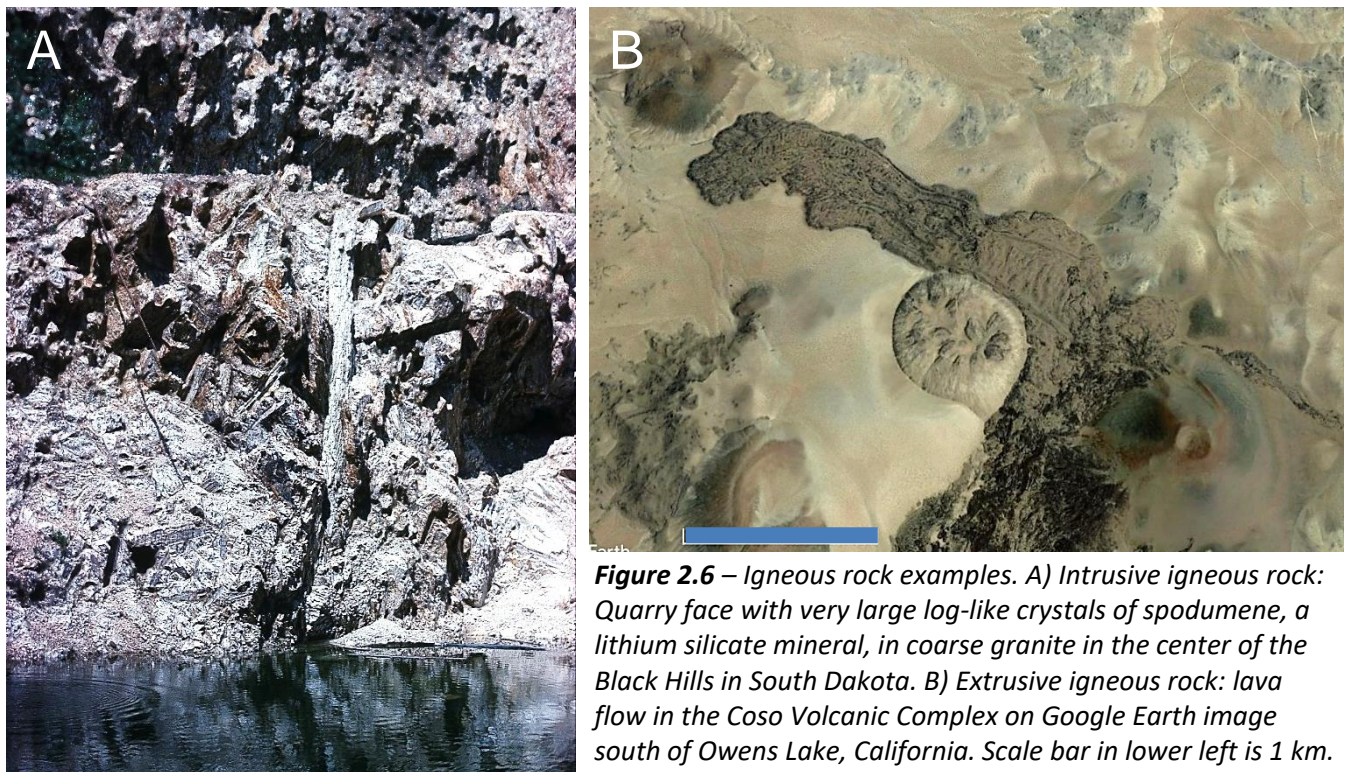 A
B
Earth
Figure 2.6 – Igneous rock examples. A) Intrusive igneous rock:
Quarry face with very large log-like crystals of spodumene, a
lithium silicate mineral, in coarse granite in the center of the
Black Hills in South Dakota. B) Extrusive igneous rock: lava
flow in the Coso Volcanic Complex on Google Earth image
south of Owens Lake, California. Scale bar in lower left is 1 km.